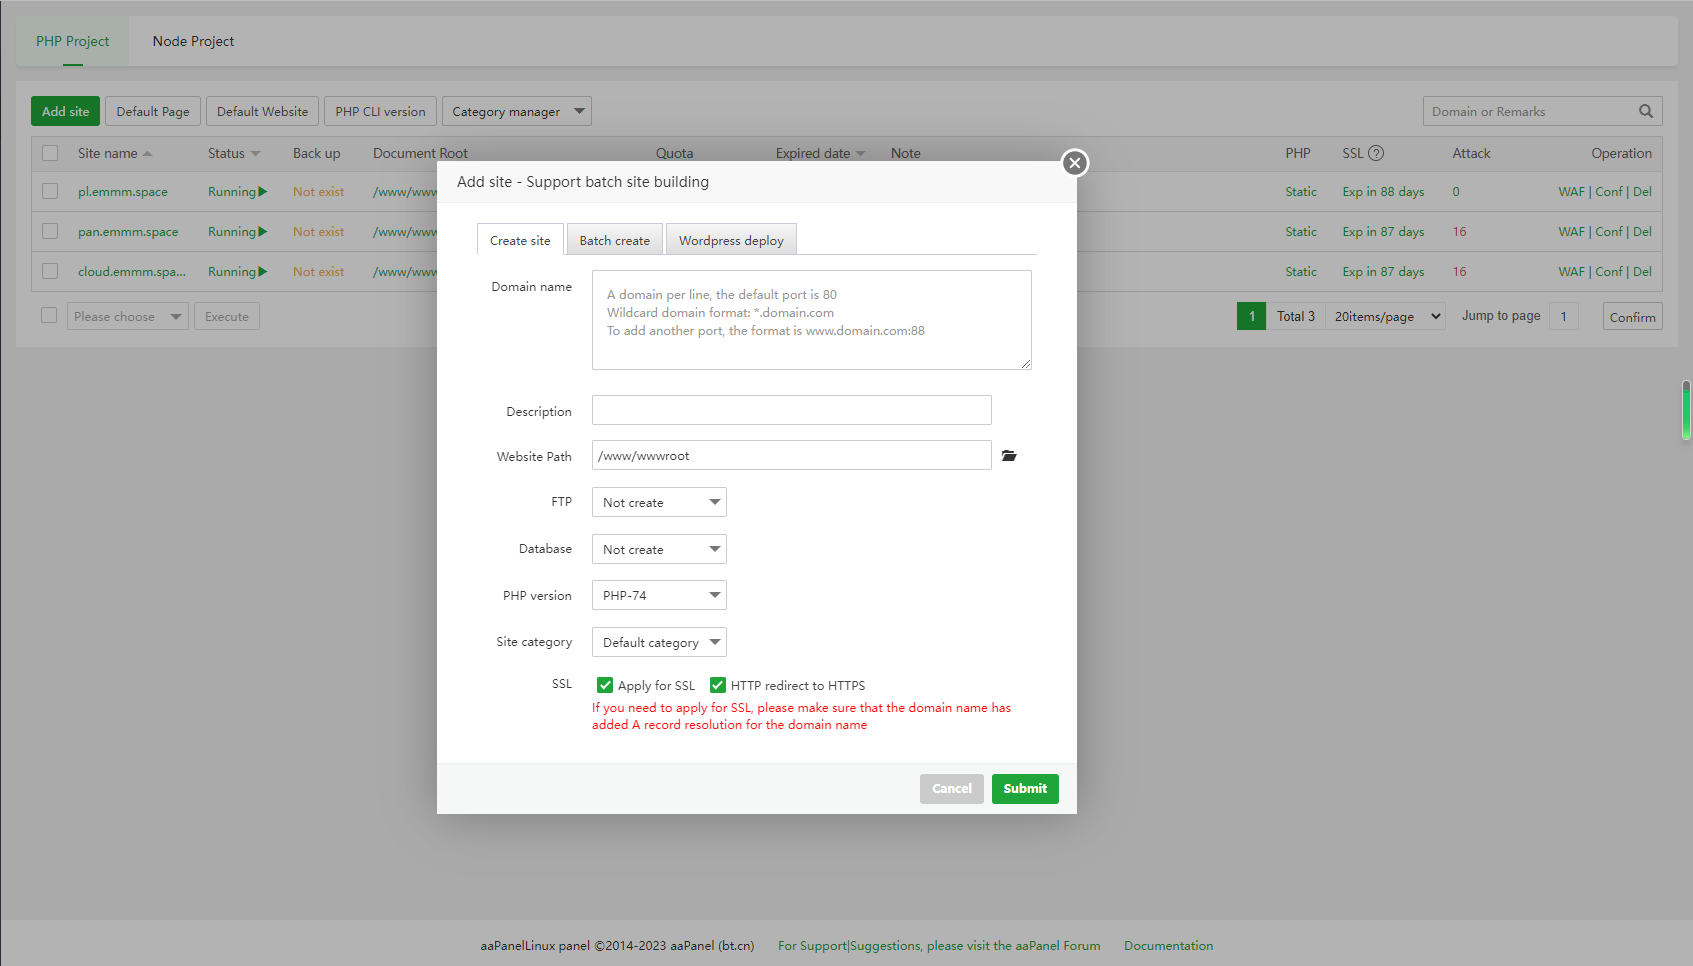 PHP Project
Node Project
Add site
Default Page
Default Website
PHP CLI version
Category manager
Domain or Remarks
Site name
Status
Back up
Document Root
Quota
Expired date
Note
PHP
SSL ?
Attack
Operation
pl.emmm.space
Running
Not exist
/www/www
Static
Exp in 88 days
0
WAF | Conf | Del
pan.emmm.space
Running
Not exist
/www/www
Static
Exp in 87 days
16
WAF | Conf | Del
cloud.emmm.spa...
Running
Not exist
/www/www
Static
Exp in 87 days
16
WAF | Conf | Del
Please choose
Execute
1
Total 3
20items/page
Jump to page
1
Confirm
Add site - Support batch site building
Create site
Batch create
Wordpress deploy
Domain name
A domain per line, the default port is 80
Wildcard domain format: *.domain.com
To add another port, the format is www.domain.com:88
Description
Website Path
/www/wwwroot
FTP
Not create
Database
Not create
PHP version
PHP-74
Site category
Default category
SSL
Apply for SSL
HTTP redirect to HTTPS
If you need to apply for SSL, please make sure that the domain name has
added A record resolution for the domain name
Cancel
Submit
aaPanelLinux panel ©2014-2023 aaPanel (bt.cn)
For Support|Suggestions, please visit the aaPanel Forum
Documentation